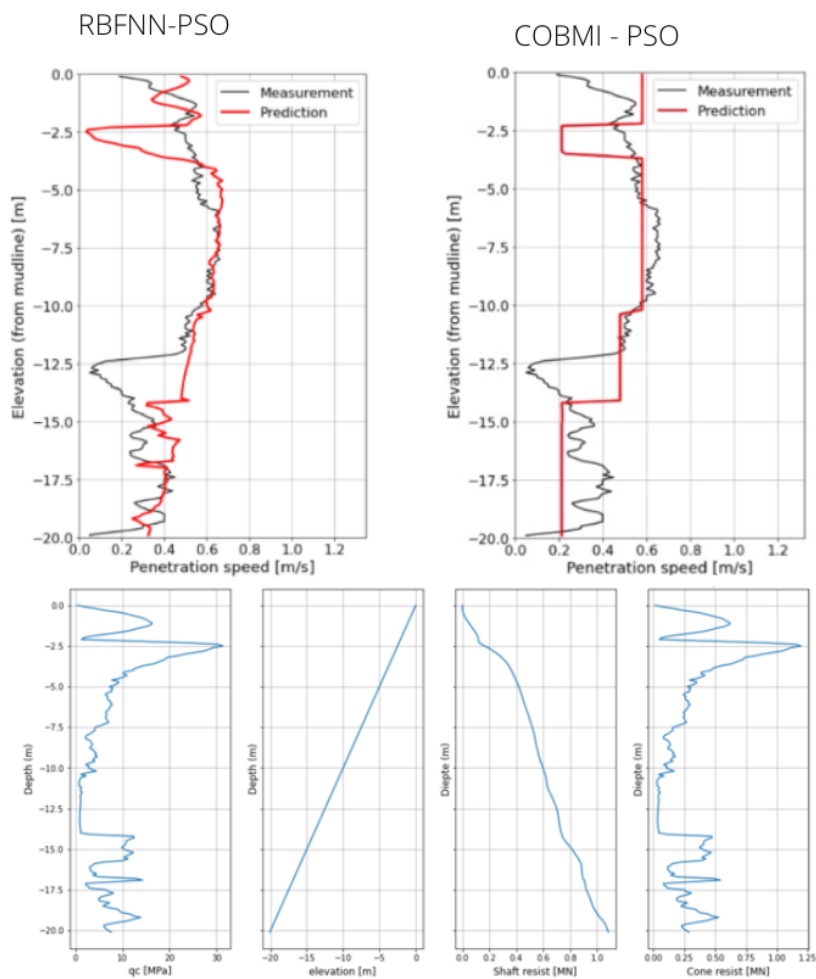 RBFNN-PSO
COBMI - PSO
0.0
−2.5
−5.0
−7.5
−10.0
−12.5
−15.0
−17.5
−20.0
Elevation (from mudline) [m]
Measurement
Prediction
0.0 0.2 0.4 0.6 0.8 1.0 1.2
Penetration speed [m/s]
0.0
−2.5
−5.0
−7.5
−10.0
−12.5
−15.0
−17.5
−20.0
Elevation (from mudline) [m]
Measurement
Prediction
0.0 0.2 0.4 0.6 0.8 1.0 1.2
Penetration speed [m/s]
0.0
−2.5
−5.0
−7.5
−10.0
−12.5
−15.0
−17.5
−20.0
Depth (m)
0 10 20 30
qc [MPa]
Depth (m)
−20 −15 −10 −5 0
elevation [m]
Diepte (m)
0.0 0.2 0.4 0.6 0.8 1.0
Shaft resist [MN]
Diepte (m)
0.00 0.25 0.50 0.75 1.00 1.25
Cone resist [MN]